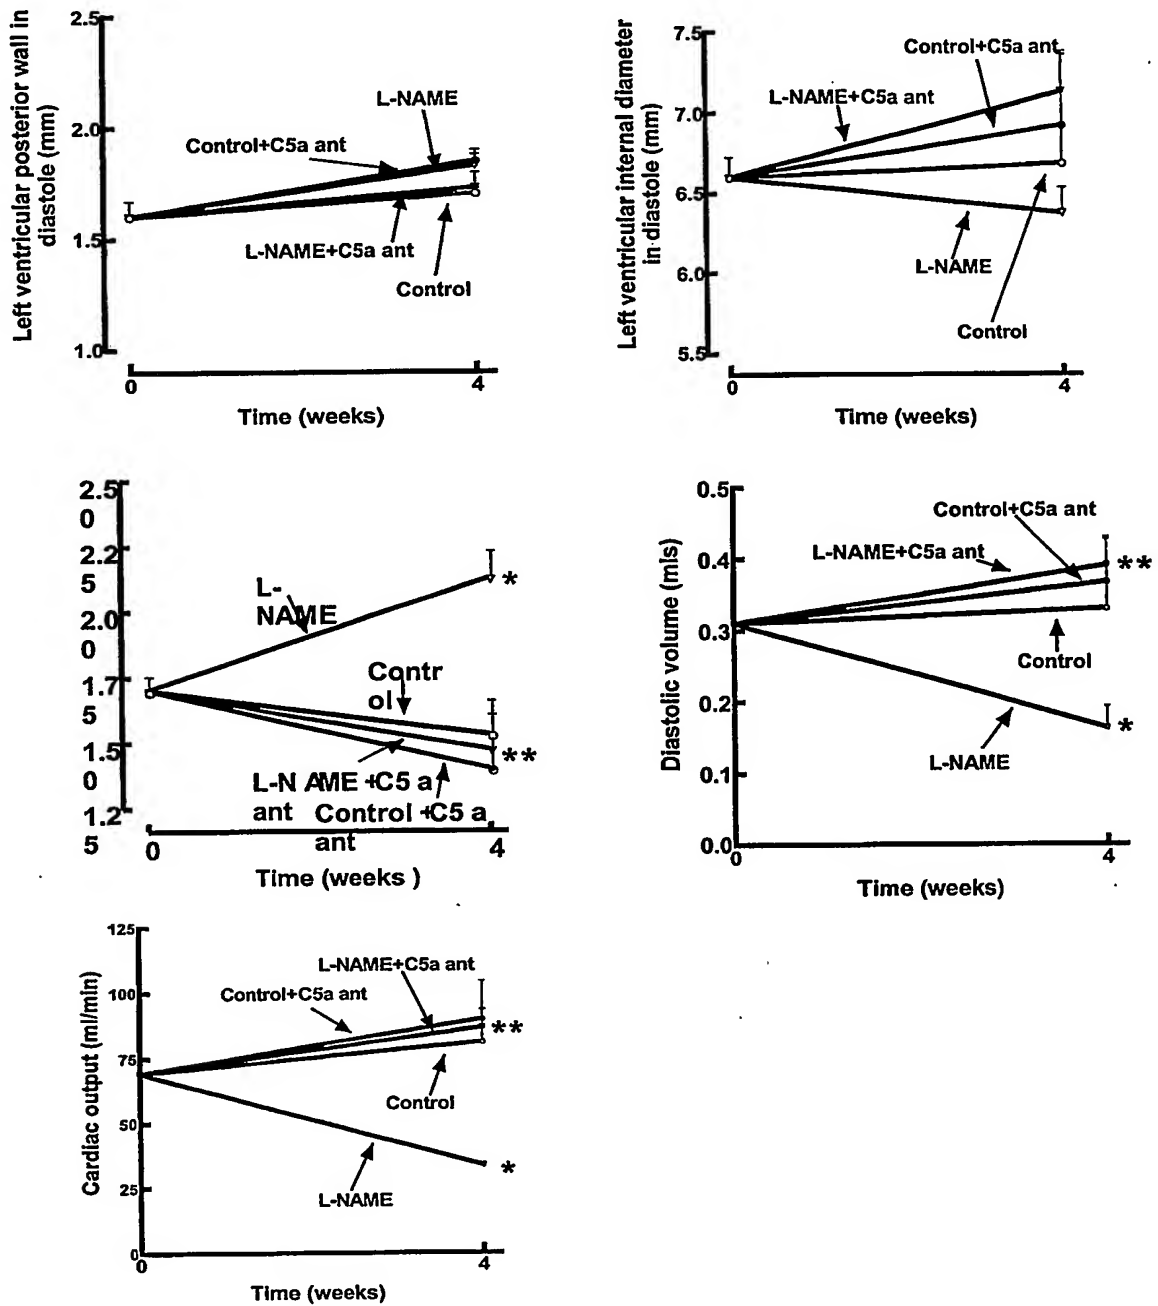 Left ventricular posterior wall in
diastole (mm)
2.5
2.0
1.5
1.0
L-NAME
Control+C5a ant
L-NAME+C5a ant
Control
0
4
Time (weeks)
Left ventricular internal diameter
in diastole (mm)
7.5
7.0
6.5
6.0
5.5
Control+C5a ant
L-NAME+C5a ant
L-NAME
Control
0
4
Time (weeks)
2.5
0
2.2
5
2.0
0
1.7
5
1.5
0
1.2
5
L-
NAME
*
Contr
ol
**
L-N AME +C5 a
ant
Control +C5 a
ant
0
4
Time (weeks )
Diastolic volume (mls)
0.5
0.4
0.3
0.2
0.1
0.0
Control+C5a ant
L-NAME+C5a ant
**
Control
L-NAME
*
0
4
Time (weeks)
Cardiac output (ml/min)
125
100
75
50
25
0
L-NAME+C5a ant
Control+C5a ant
**
Control
L-NAME
*
0
4
Time (weeks)